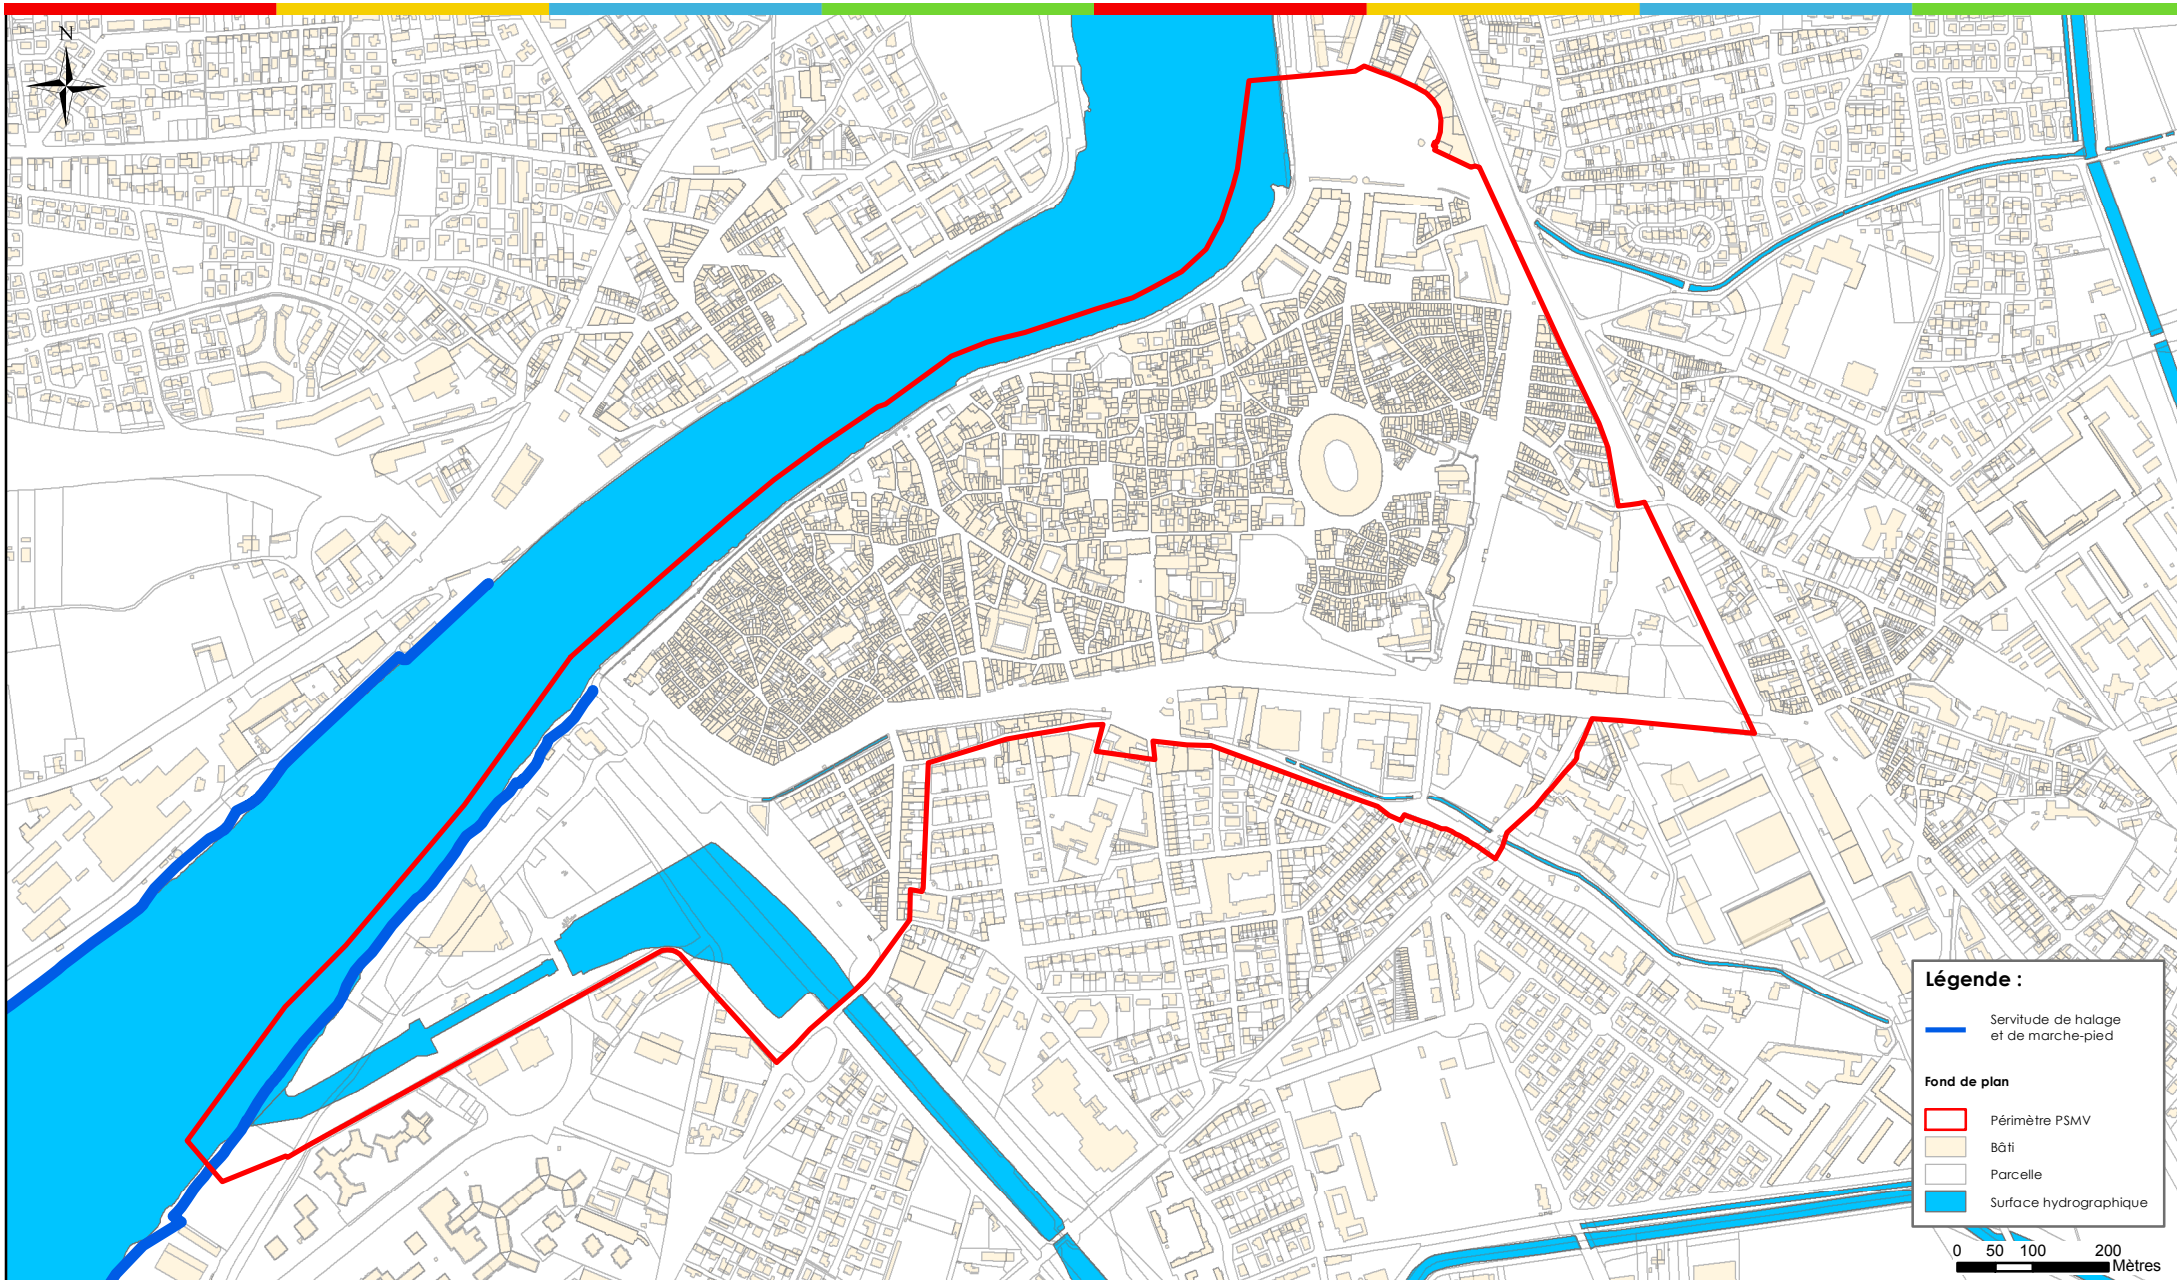 N
Légende :
Servitude de halage
et de marche-pied
Fond de plan
Périmètre PSMV
Bâti
Parcelle
Surface hydrographique
0 50 100 200
Mètres